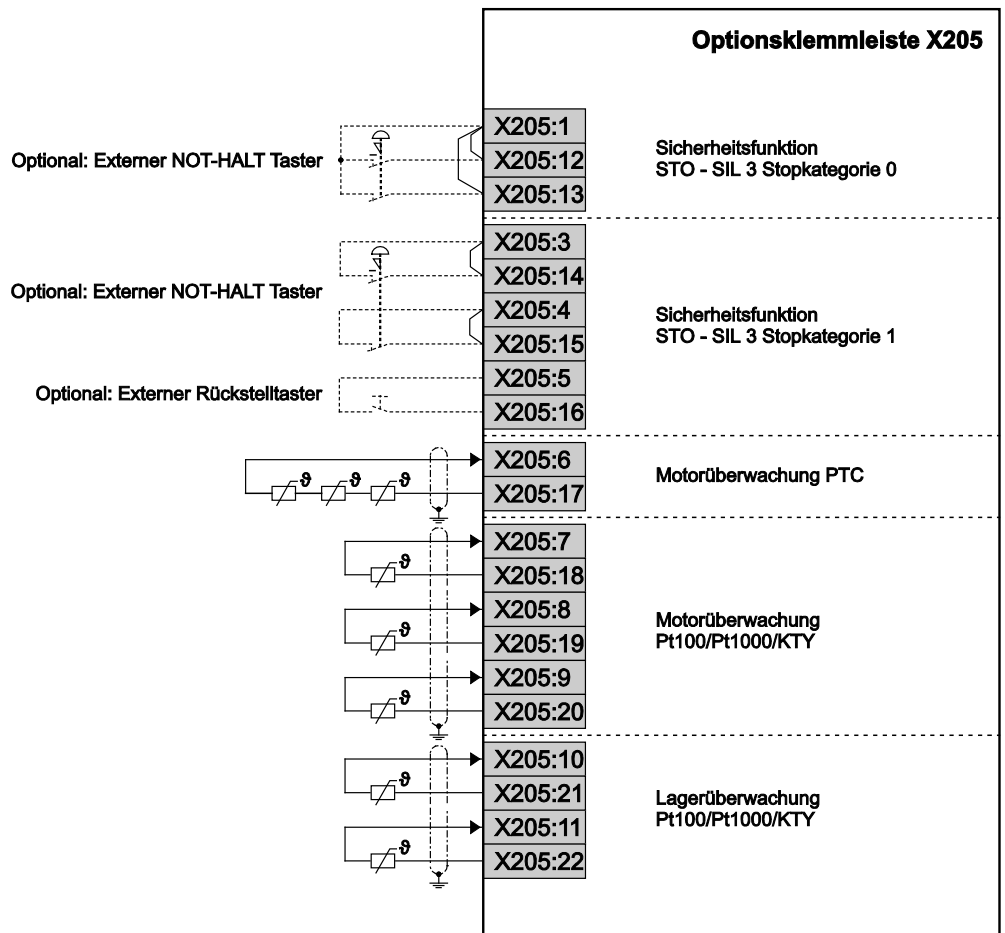 Optionsklemmleiste X205
X205:1
Optional: Externer NOT-HALT Taster
X205:12
X205:13
Sicherheitsfunktion
STO - SIL 3 Stopkategorie 0
X205:3
X205:14
Optional: Externer NOT-HALT Taster
X205:4
X205:15
Sicherheitsfunktion
STO - SIL 3 Stopkategorie 1
X205:5
Optional: Externer Rückstelltaster
X205:16
X205:6
ϑ ϑ ϑ
X205:17
Motorüberwachung PTC
X205:7
ϑ
X205:18
X205:8
ϑ
X205:19
Motorüberwachung
Pt100/Pt1000/KTY
X205:9
ϑ
X205:20
X205:10
ϑ
X205:21
Lagerüberwachung
Pt100/Pt1000/KTY
X205:11
ϑ
X205:22